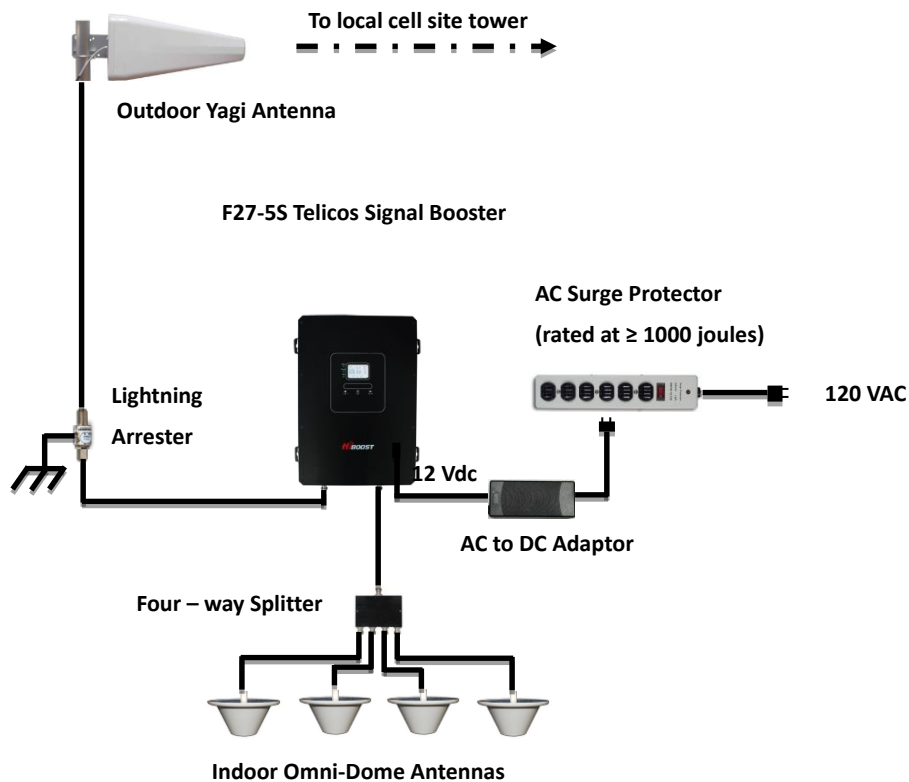 To local cell site tower
Outdoor Yagi Antenna
F27-5S Telicos Signal Booster
AC Surge Protector
(rated at ≥ 1000 joules)
Lightning
Arrester
120 VAC
HiBOOST
12 Vdc
AC to DC Adaptor
Four – way Splitter
Indoor Omni-Dome Antennas